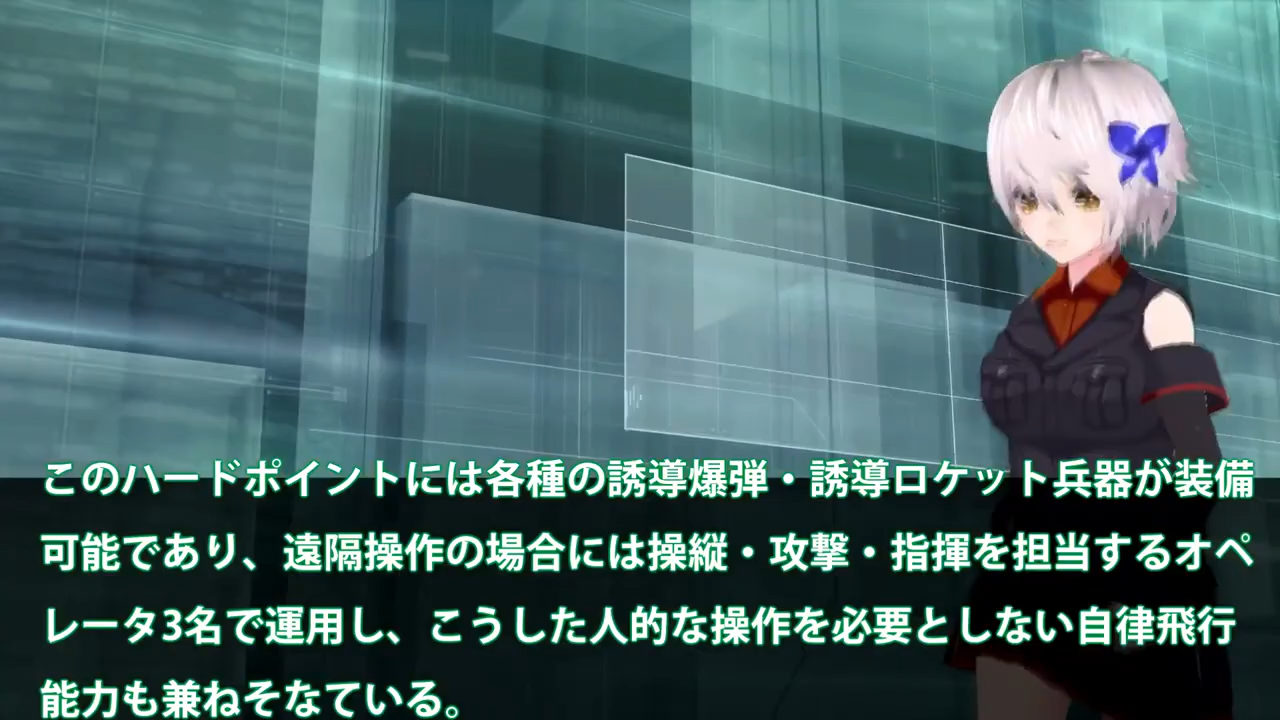 このハードポイントには各種の誘導爆弾・誘導ロケット兵器が装備
可能であり、遠隔操作の場合には操縦・攻撃・指揮を担当するオペ
レータ3名で運用し、こうした人的な操作を必要としない自律飛行
能力も兼ねそなている。